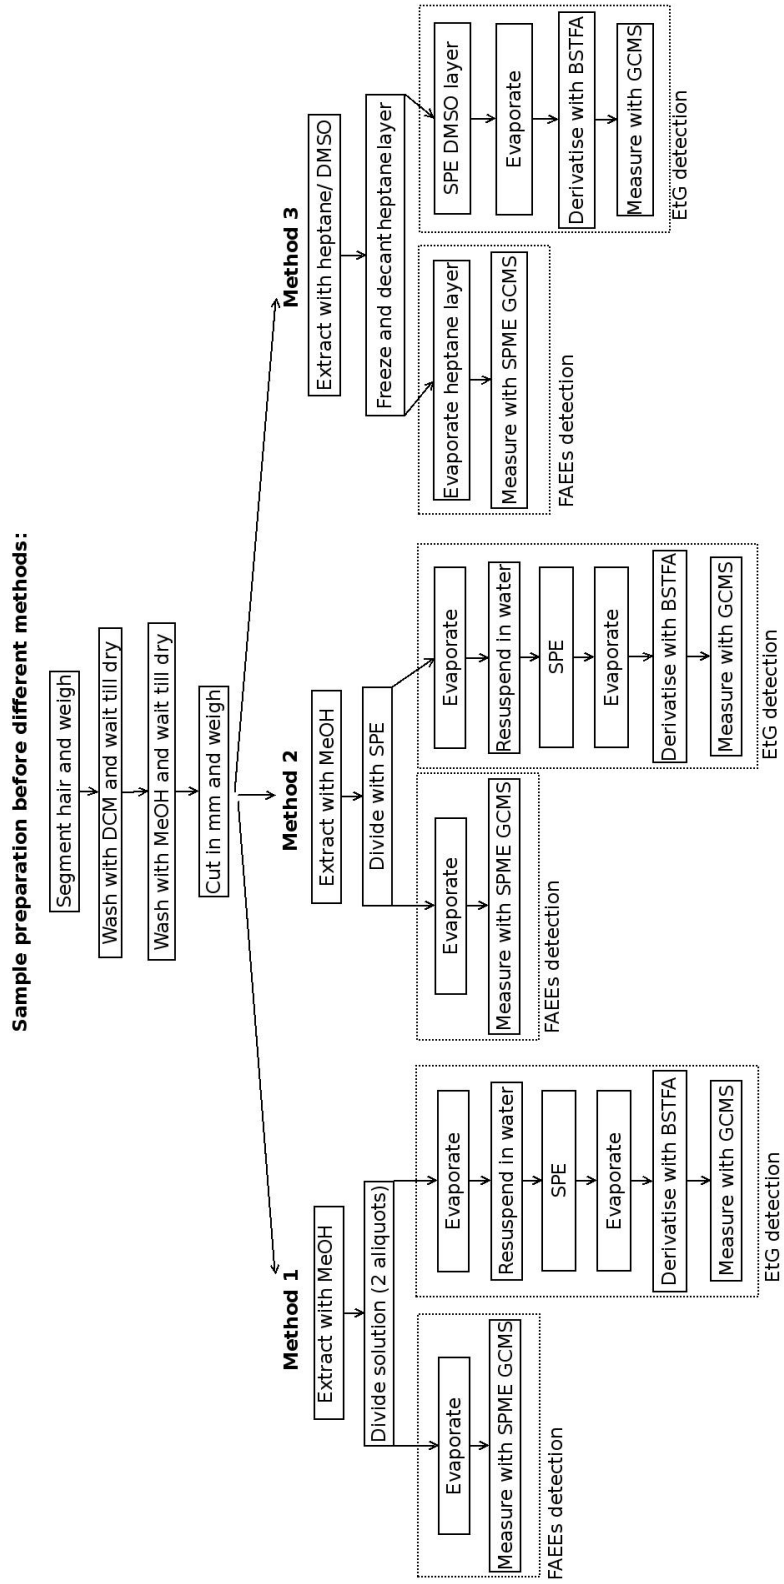 Sample preparation before different methods:
Segment hair and weigh
Wash with DCM and wait till dry
Wash with MeOH and wait till dry
Cut in mm and weigh
Method 1
Extract with MeOH
Divide solution (2 aliquots)
Evaporate
Measure with SPME GCMS
FAEEs detection
Evaporate
Resuspend in water
SPE
Evaporate
Derivatise with BSTFA
Measure with GCMS
EtG detection
Method 2
Extract with MeOH
Divide with SPE
Evaporate
Measure with SPME GCMS
FAEEs detection
Evaporate
Resuspend in water
SPE
Evaporate
Derivatise with BSTFA
Measure with GCMS
EtG detection
Method 3
Extract with heptane/ DMSO
Freeze and decant heptane layer
Evaporate heptane layer
Measure with SPME GCMS
FAEEs detection
SPE DMSO layer
Evaporate
Derivatise with BSTFA
Measure with GCMS
EtG detection